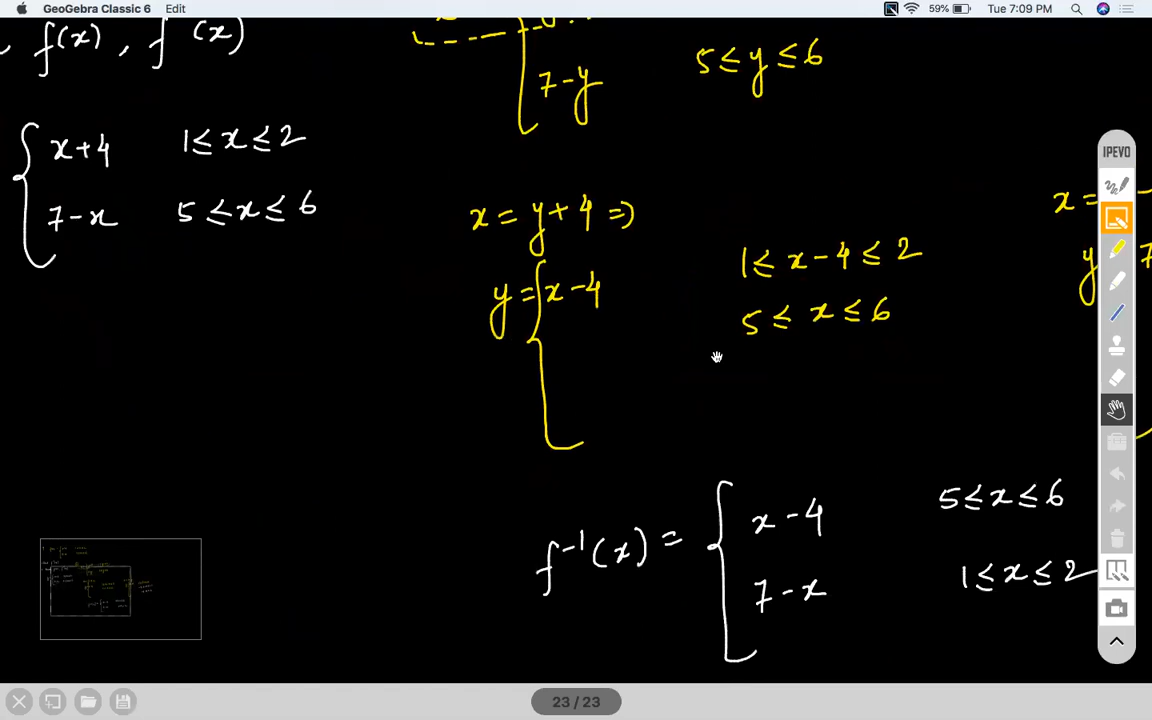 GeoGebra Classic 6 Edit 59% Tue 7:09 PM
, f(x), f (x)
7-y 5≤y≤6
x+4 1≤x≤2
7-x 5≤x≤6
x=y+4 ⇒
x=
1≤x-4≤2
y= x-4
y 7
5≤x≤6
5≤x≤6
x-4
f⁻¹(x)=
7-x 1≤x≤2
IPEVO
23 / 23